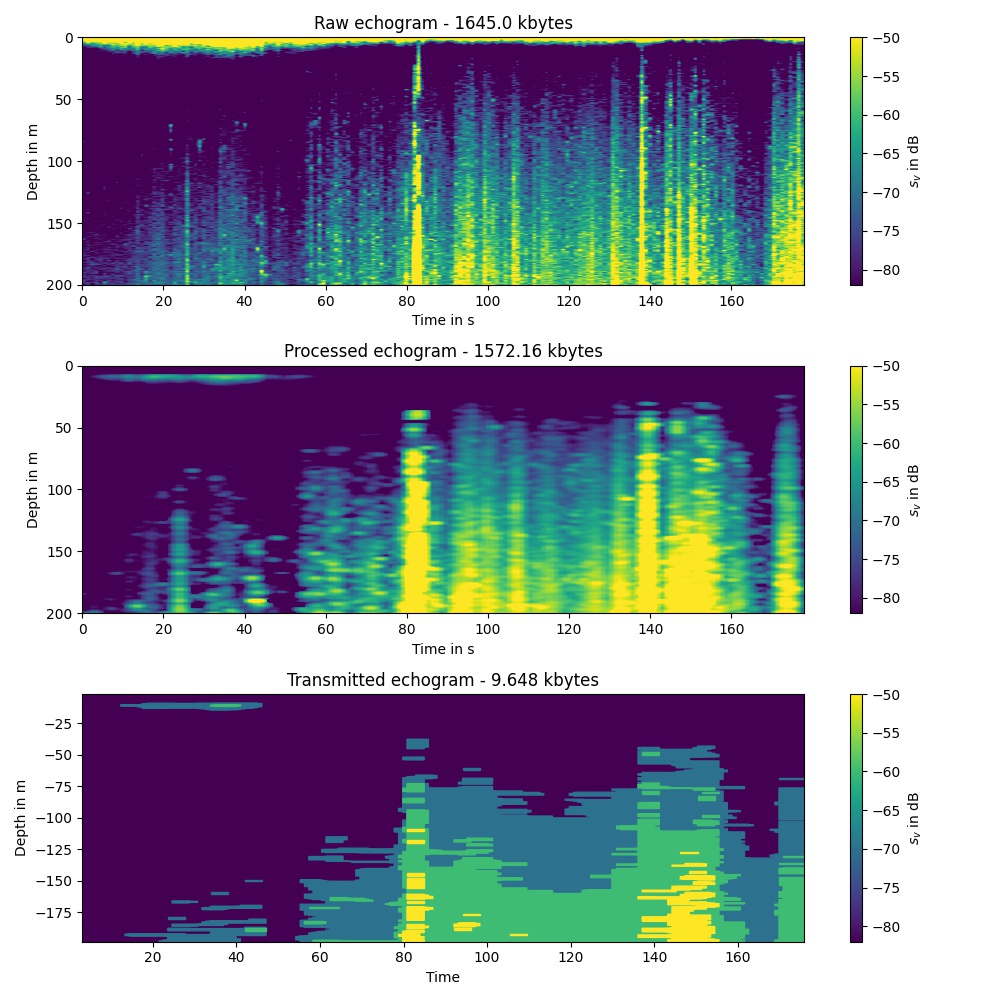 Raw echogram - 1645.0 kbytes
0
50
100
150
200
Depth in m
0 20 40 60 80 100 120 140 160
Time in s
−50
−55
−60
−65
−70
−75
−80
sv in dB
Processed echogram - 1572.16 kbytes
0
50
100
150
200
Depth in m
0 20 40 60 80 100 120 140 160
Time in s
−50
−55
−60
−65
−70
−75
−80
sv in dB
Transmitted echogram - 9.648 kbytes
−25
−50
−75
−100
−125
−150
−175
Depth in m
20 40 60 80 100 120 140 160
Time
−50
−55
−60
−65
−70
−75
−80
sv in dB